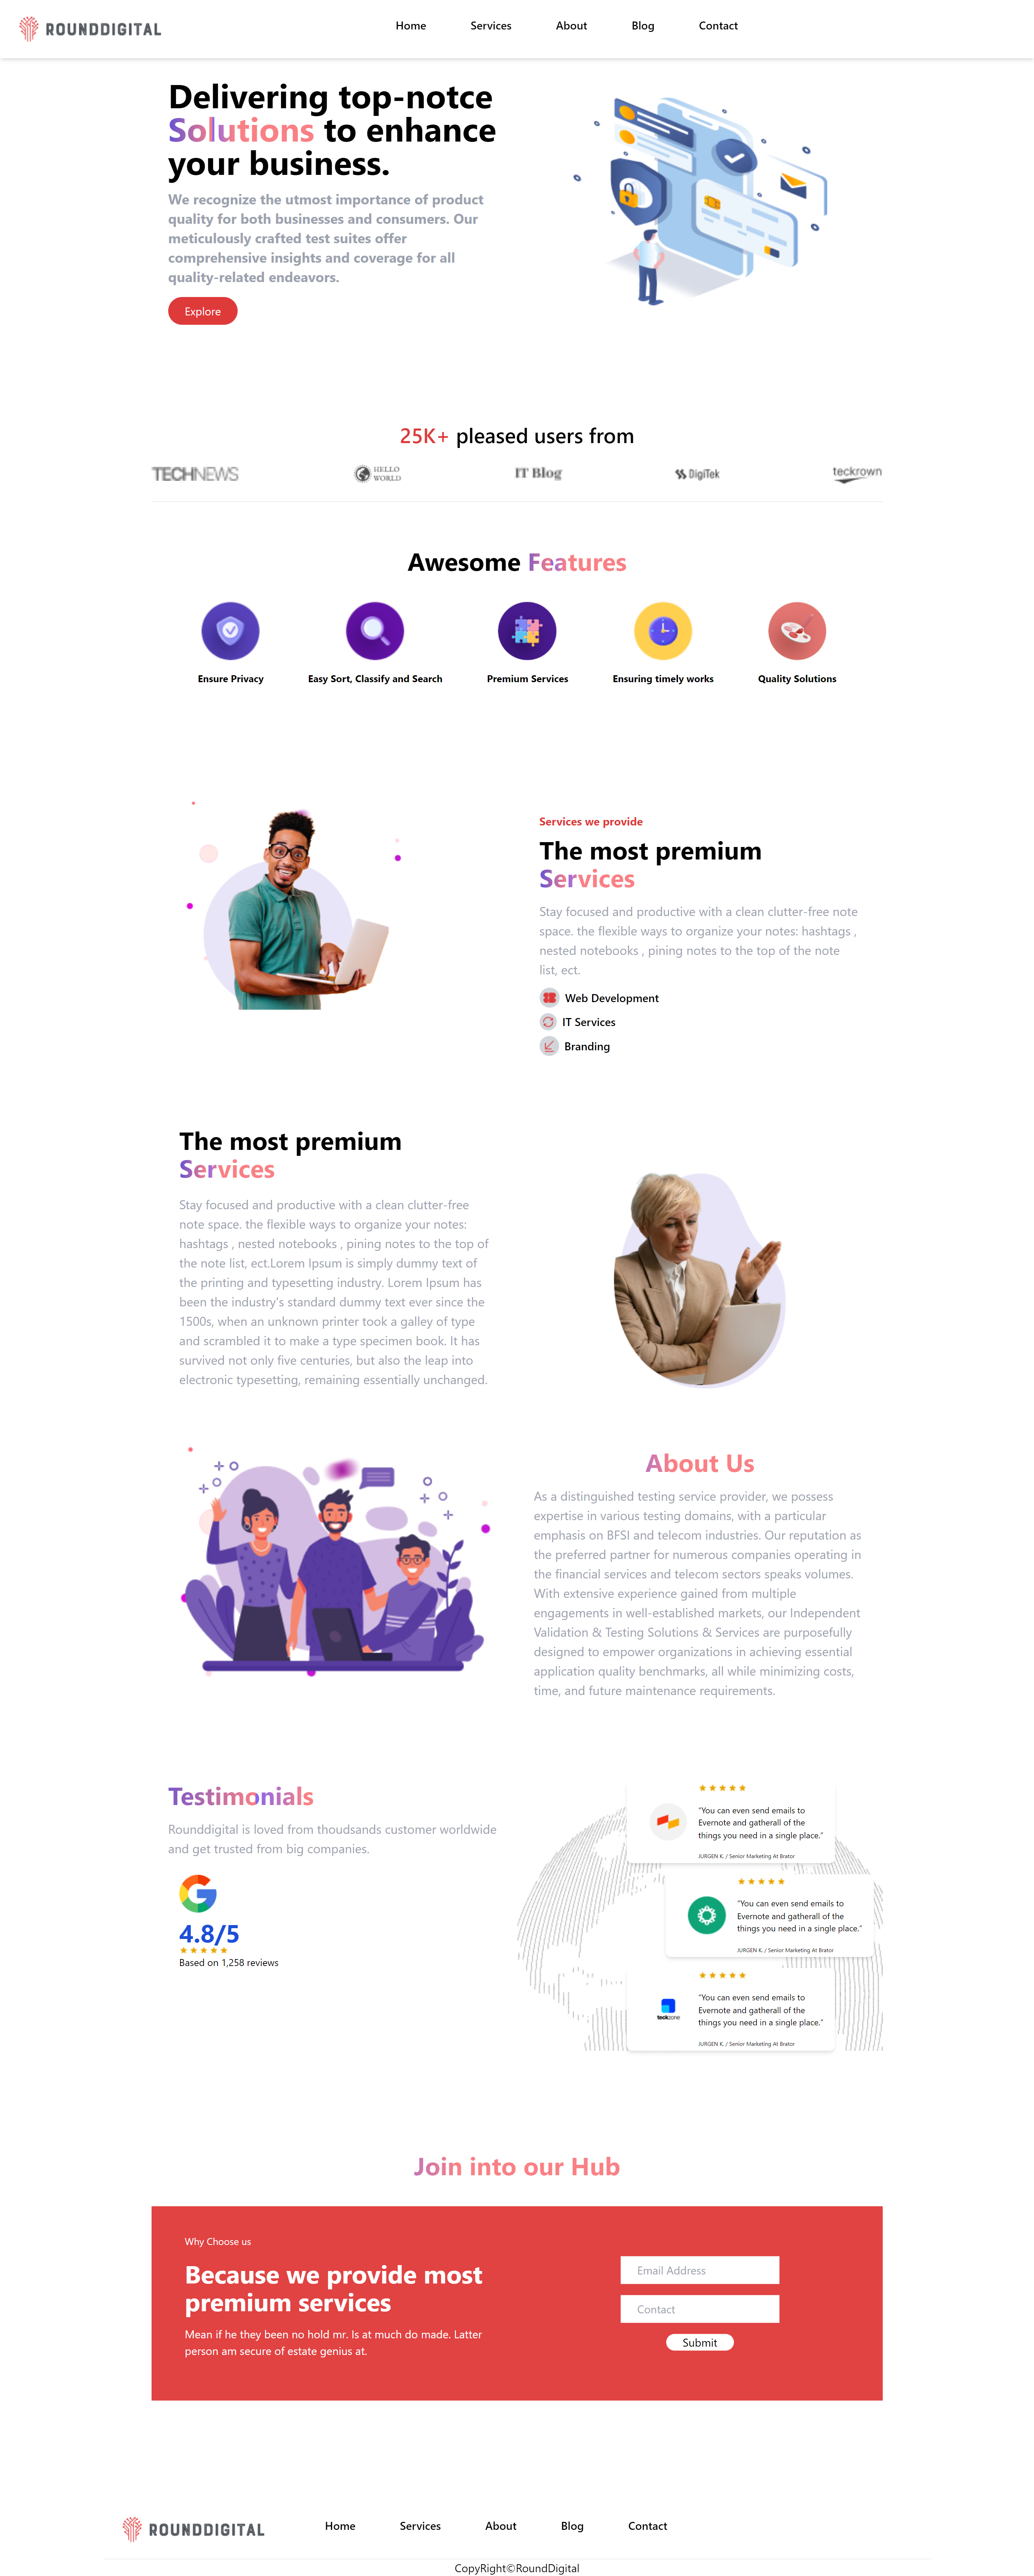 ROUNDDIGITAL
Home Services About Blog Contact
Delivering top-notce
Solutions to enhance
your business.
We recognize the utmost importance of product
quality for both businesses and consumers. Our
meticulously crafted test suites offer
comprehensive insights and coverage for all
quality-related endeavors.
Explore
25K+ pleased users from
TECHNEWS
HELLO
WORLD
IT Blog
DigiTek
teckrown
Awesome Features
Ensure Privacy
Easy Sort, Classify and Search
Premium Services
Ensuring timely works
Quality Solutions
Services we provide
The most premium
Services
Stay focused and productive with a clean clutter-free note
space. the flexible ways to organize your notes: hashtags ,
nested notebooks , pining notes to the top of the note
list, ect.
Web Development
IT Services
Branding
The most premium
Services
Stay focused and productive with a clean clutter-free
note space. the flexible ways to organize your notes:
hashtags , nested notebooks , pining notes to the top of
the note list, ect.Lorem Ipsum is simply dummy text of
the printing and typesetting industry. Lorem Ipsum has
been the industry's standard dummy text ever since the
1500s, when an unknown printer took a galley of type
and scrambled it to make a type specimen book. It has
survived not only five centuries, but also the leap into
electronic typesetting, remaining essentially unchanged.
About Us
As a distinguished testing service provider, we possess
expertise in various testing domains, with a particular
emphasis on BFSI and telecom industries. Our reputation as
the preferred partner for numerous companies operating in
the financial services and telecom sectors speaks volumes.
With extensive experience gained from multiple
engagements in well-established markets, our Independent
Validation & Testing Solutions & Services are purposefully
designed to empower organizations in achieving essential
application quality benchmarks, all while minimizing costs,
time, and future maintenance requirements.
Testimonials
Rounddigital is loved from thoudsands customer worldwide
and get trusted from big companies.
4.8/5
Based on 1,258 reviews
"You can even send emails to
Evernote and gatherall of the
things you need in a single place."
JURGEN K. / Senior Marketing At Brator
"You can even send emails to
Evernote and gatherall of the
things you need in a single place."
JURGEN K. / Senior Marketing At Brator
teckzone
"You can even send emails to
Evernote and gatherall of the
things you need in a single place."
JURGEN K. / Senior Marketing At Brator
Join into our Hub
Why Choose us
Because we provide most
premium services
Mean if he they been no hold mr. Is at much do made. Latter
person am secure of estate genius at.
Email Address
Contact
Submit
ROUNDDIGITAL
Home Services About Blog Contact
CopyRight©RoundDigital